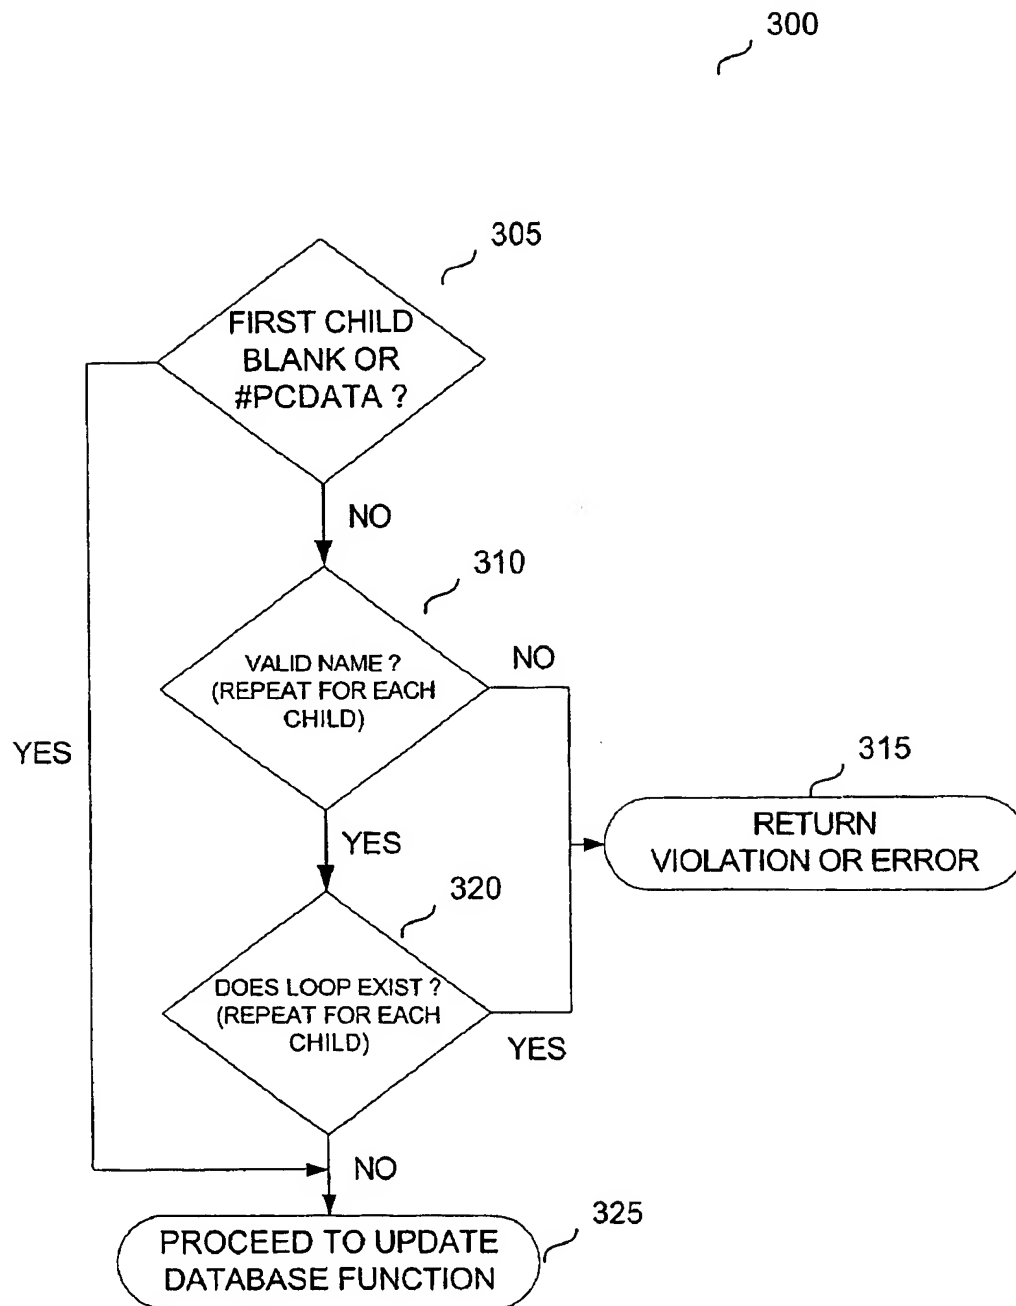 300
305
FIRST CHILD
BLANK OR
#PCDATA ?
NO
310
VALID NAME ?
(REPEAT FOR EACH
CHILD)
NO
YES
315
RETURN
VIOLATION OR ERROR
YES
320
DOES LOOP EXIST ?
(REPEAT FOR EACH
CHILD)
YES
NO
325
PROCEED TO UPDATE
DATABASE FUNCTION